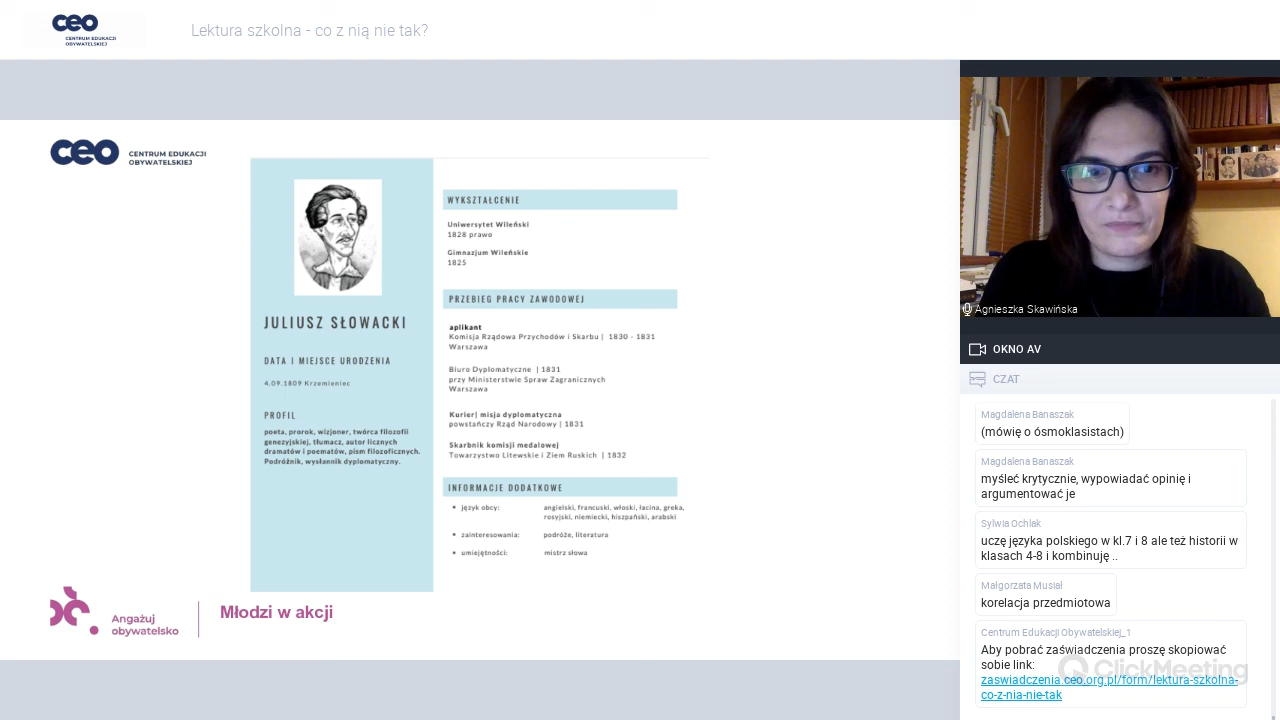 ceo
CENTRUM EDUKACJI
OBYWATELSKIEJ
Lektura szkolna - co z nią nie tak?
ceo
CENTRUM EDUKACJI
OBYWATELSKIEJ
JULIUSZ SŁOWACKI
DATA I MIEJSCE URODZENIA
4.09.1809 Krzemieniec
PROFIL
poeta, prorok, wizjoner, twórca filozofii
genezyjskiej, tłumacz, autor licznych
dramatów i poematów, pism filozoficznych.
Podróżnik, wysłannik dyplomatyczny.
WYKSZTAŁCENIE
Uniwersytet Wileński
1828 prawo
Gimnazjum Wileńskie
1825
PRZEBIEG PRACY ZAWODOWEJ
aplikant
Komisja Rządowa Przychodów i Skarbu | 1830 - 1831
Warszawa
Biuro Dyplomatyczne | 1831
przy Ministerstwie Spraw Zagranicznych
Warszawa
Kurier| misja dyplomatyczna
powstańczy Rząd Narodowy | 1831
Skarbnik komisji medalowej
Towarzystwo Litewskie i Ziem Ruskich | 1832
INFORMACJE DODATKOWE
język obcy: angielski, francuski, włoski, łacina, greka,
rosyjski, niemiecki, hiszpański, arabski
zainteresowania: podróże, literatura
umiejętności: mistrz słowa
Angażuj
obywatelsko
Młodzi w akcji
Agnieszka Skawińska
OKNO AV
CZAT
Magdalena Banaszak
(mówię o ósmoklasistach)
Magdalena Banaszak
myśleć krytycznie, wypowiadać opinię i
argumentować je
Sylwia Ochlak
uczę języka polskiego w kl.7 i 8 ale też historii w
klasach 4-8 i kombinuję ..
Małgorzata Musiał
korelacja przedmiotowa
Centrum Edukacji Obywatelskiej_1
Aby pobrać zaświadczenia proszę skopiować
sobie link:
zaswiadczenia.ceo.org.pl/form/lektura-szkolna-
co-z-nia-nie-tak
ClickMeeting